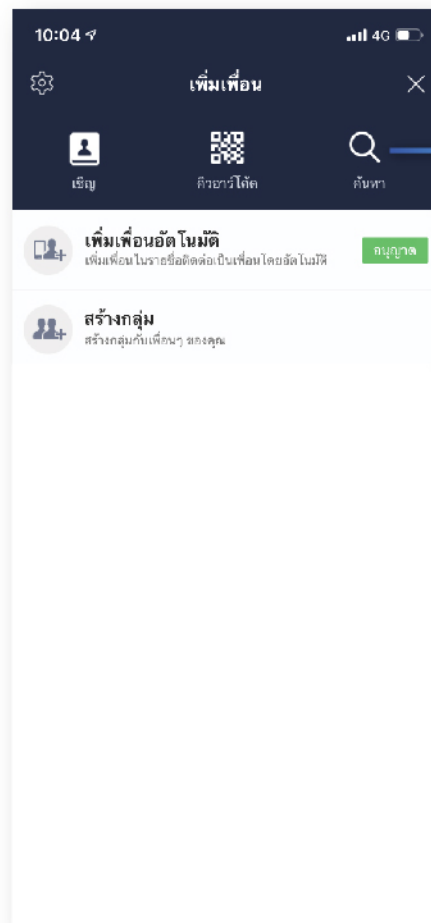 10:04
4G
เพิ่มเพื่อน
เชิญ
คิวอาร์โค้ด
ค้นหา
เพิ่มเพื่อนอัตโนมัติ
เพิ่มเพื่อนในรายชื่อติดต่อเป็นเพื่อนโดยอัตโนมัติ
อนุญาต
สร้างกลุ่ม
สร้างกลุ่มกับเพื่อนๆ ของคุณ